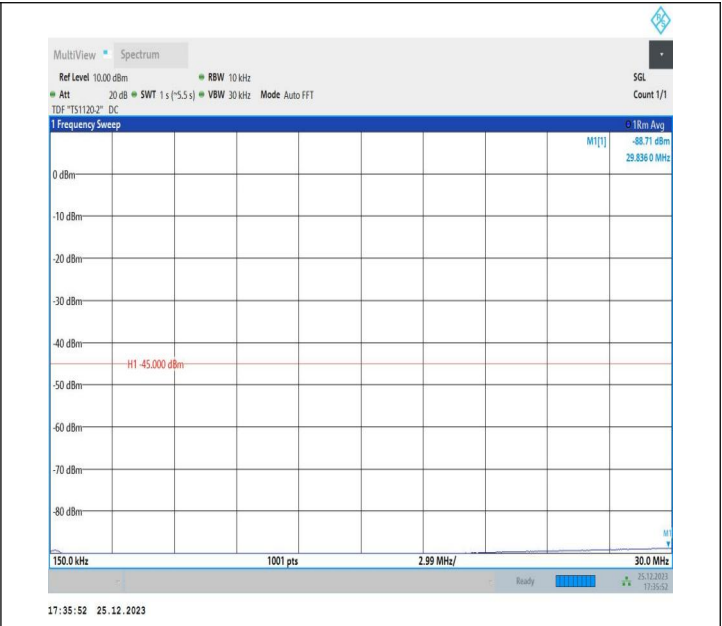 MultiView Spectrum
Ref Level 10.00 dBm RBW 10 kHz SGL
Att 20 dB SWT 1 s (~5.5 s) VBW 30 kHz Mode Auto FFT Count 1/1
TDF "TS1120-2" DC
1 Frequency Sweep 1Rm Avg
M1[1] -88.71 dBm
29.8360 MHz
0 dBm
-10 dBm
-20 dBm
-30 dBm
-40 dBm
H1 -45.000 dBm
-50 dBm
-60 dBm
-70 dBm
-80 dBm
M1
150.0 kHz 1001 pts 2.99 MHz/ 30.0 MHz
Ready 25.12.2023
17:35:52
17:35:52 25.12.2023